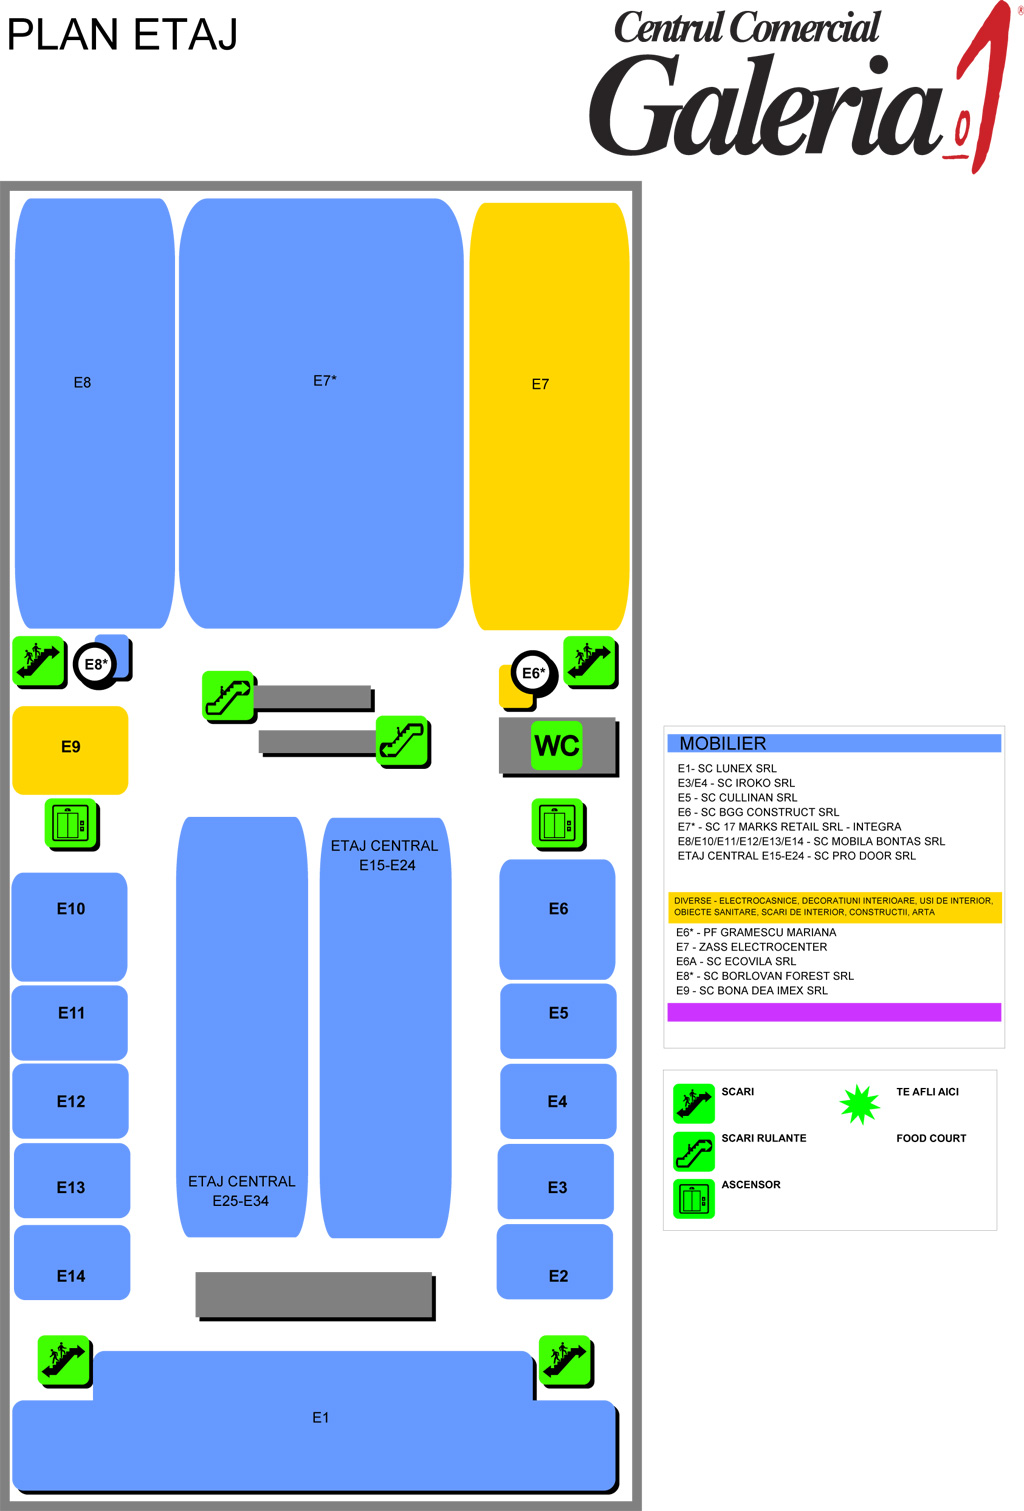 PLAN ETAJ
Centrul Comercial
Galeria 01
®
E8
E7*
E7
E8*
E6*
E9
WC
ETAJ CENTRAL
E15-E24
E10
E6
E11
E5
E12
E4
ETAJ CENTRAL
E25-E34
E13
E3
E14
E2
E1
MOBILIER
E1- SC LUNEX SRL
E3/E4 - SC IROKO SRL
E5 - SC CULLINAN SRL
E6 - SC BGG CONSTRUCT SRL
E7* - SC 17 MARKS RETAIL SRL - INTEGRA
E8/E10/E11/E12/E13/E14 - SC MOBILA BONTAS SRL
ETAJ CENTRAL E15-E24 - SC PRO DOOR SRL
DIVERSE - ELECTROCASNICE, DECORATIUNI INTERIOARE, USI DE INTERIOR,
OBIECTE SANITARE, SCARI DE INTERIOR, CONSTRUCTII, ARTA
E6* - PF GRAMESCU MARIANA
E7 - ZASS ELECTROCENTER
E6A - SC ECOVILA SRL
E8* - SC BORLOVAN FOREST SRL
E9 - SC BONA DEA IMEX SRL
SCARI
TE AFLI AICI
SCARI RULANTE
FOOD COURT
ASCENSOR